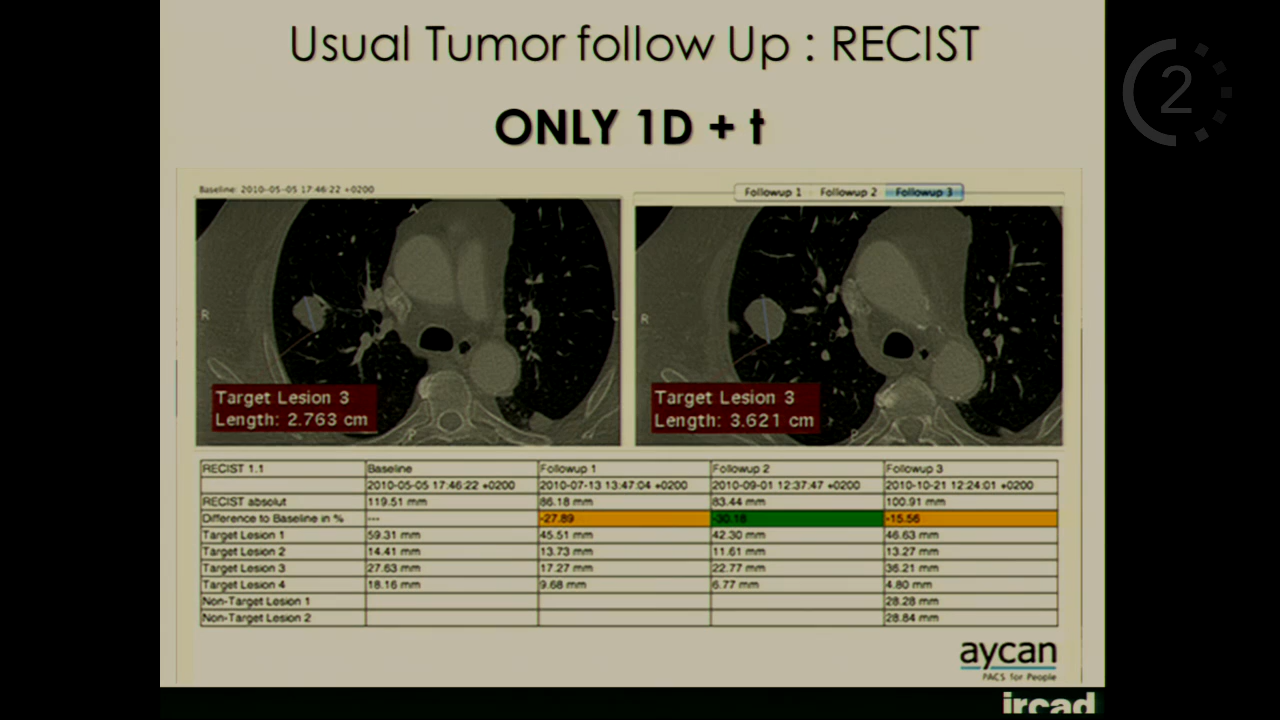 Usual Tumor follow Up : RECIST
2
ONLY 1D + t
Baseline: 2010-05-05 17:46:22 +0200
Followup 1 Followup 2 Followup 3
A A
R L R L
Target Lesion 3
Length: 2.763 cm
Target Lesion 3
Length: 3.621 cm
P P
RECIST 1.1 Baseline Followup 1 Followup 2 Followup 3
2010-05-05 17:46:22 +0200 2010-07-13 13:47:04 +0200 2010-09-01 12:37:47 +0200 2010-10-21 12:24:01 +0200
RECIST absolut 119.51 mm 86.18 mm 83.44 mm 100.91 mm
Difference to Baseline in % --- -27.89 -30.18 -15.56
Target Lesion 1 59.31 mm 45.51 mm 42.30 mm 46.63 mm
Target Lesion 2 14.41 mm 13.73 mm 11.61 mm 13.27 mm
Target Lesion 3 27.63 mm 17.27 mm 22.77 mm 36.21 mm
Target Lesion 4 18.16 mm 9.68 mm 6.77 mm 4.80 mm
Non-Target Lesion 1 28.28 mm
Non-Target Lesion 2 28.84 mm
aycan
PACS for People
ircad